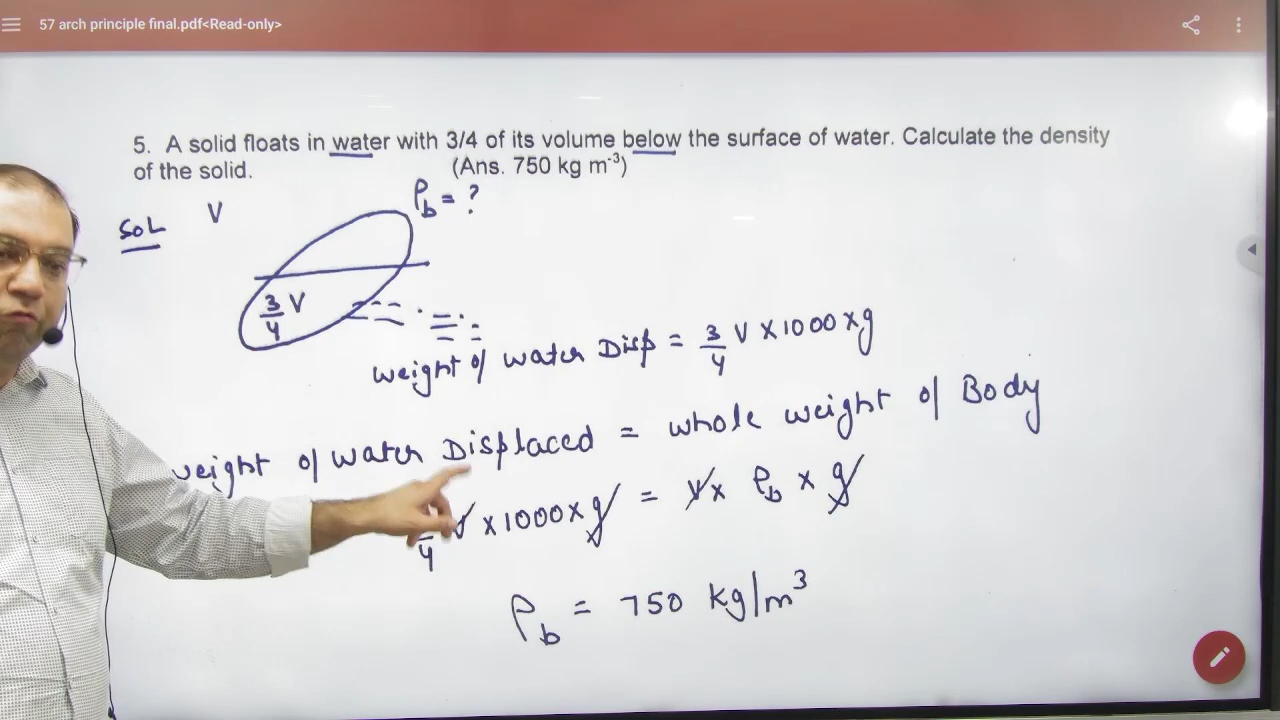 57 arch principle final.pdf<Read-only>
5. A solid floats in water with 3/4 of its volume below the surface of water. Calculate the density
of the solid. (Ans. 750 kg m⁻³)
SOL V ρb = ?
3/4 V
weight of water Disp = 3/4 V × 1000 × g
weight of water Displaced = whole weight of Body
/4 V × 1000 × g = V × ρb × g
ρb = 750 kg/m³